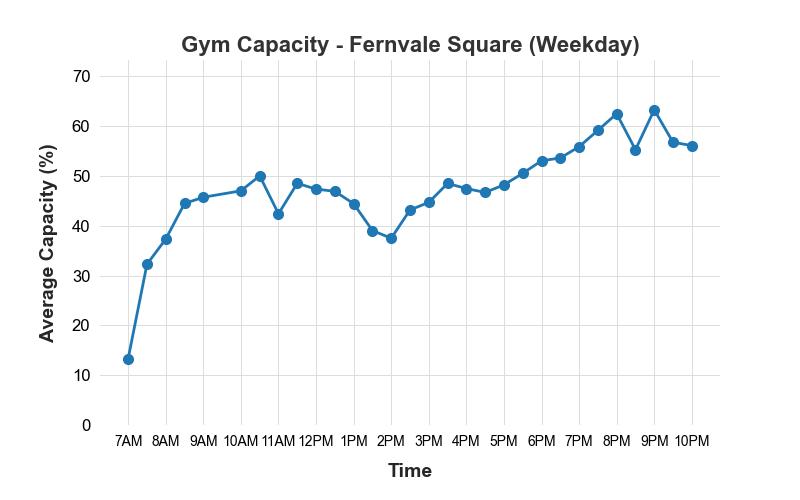 Gym Capacity - Fernvale Square (Weekday)
Average Capacity (%)
70
60
50
40
30
20
10
0
7AM 8AM 9AM 10AM 11AM 12PM 1PM 2PM 3PM 4PM 5PM 6PM 7PM 8PM 9PM 10PM
Time